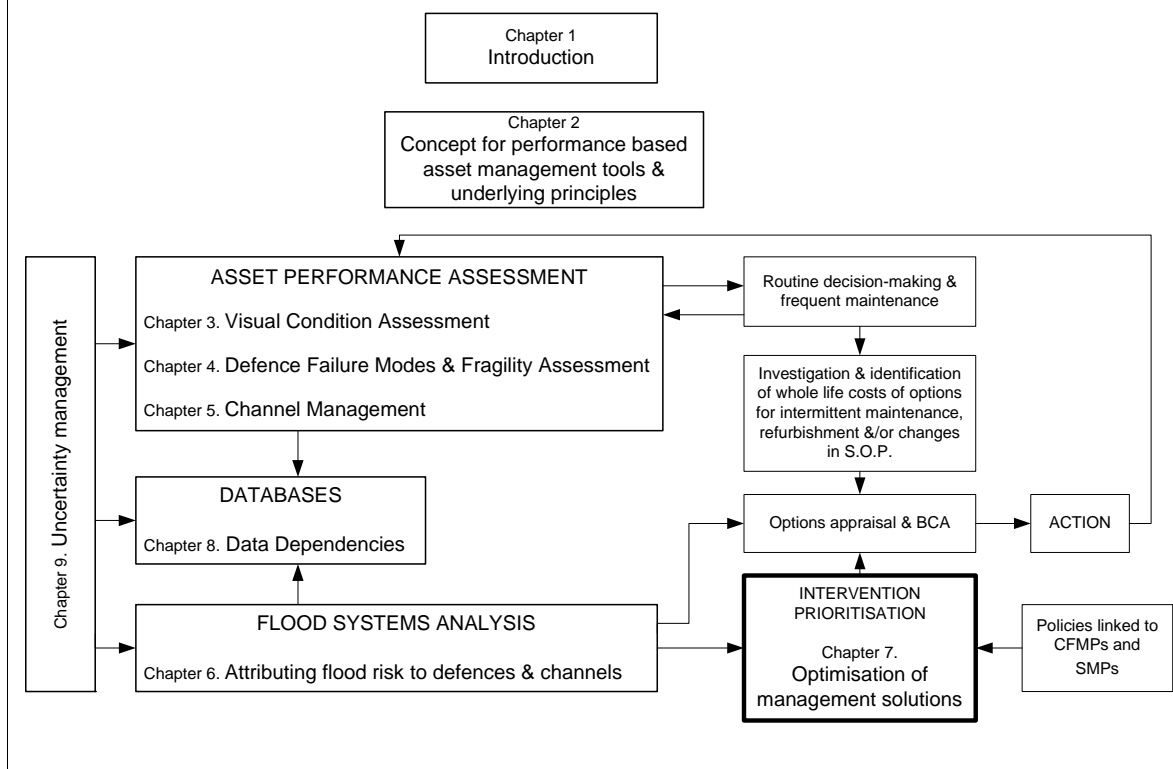 Chapter 1
Introduction
Chapter 2
Concept for performance based
asset management tools &
underlying principles
Chapter 9. Uncertainty management
ASSET PERFORMANCE ASSESSMENT
Chapter 3. Visual Condition Assessment
Chapter 4. Defence Failure Modes & Fragility Assessment
Chapter 5. Channel Management
Routine decision-making &
frequent maintenance
Investigation & identification
of whole life costs of options
for intermittent maintenance,
refurbishment &/or changes
in S.O.P.
DATABASES
Chapter 8. Data Dependencies
Options appraisal & BCA
ACTION
FLOOD SYSTEMS ANALYSIS
Chapter 6. Attributing flood risk to defences & channels
INTERVENTION
PRIORITISATION
Chapter 7.
Optimisation of
management solutions
Policies linked to
CFMPs and
SMPs